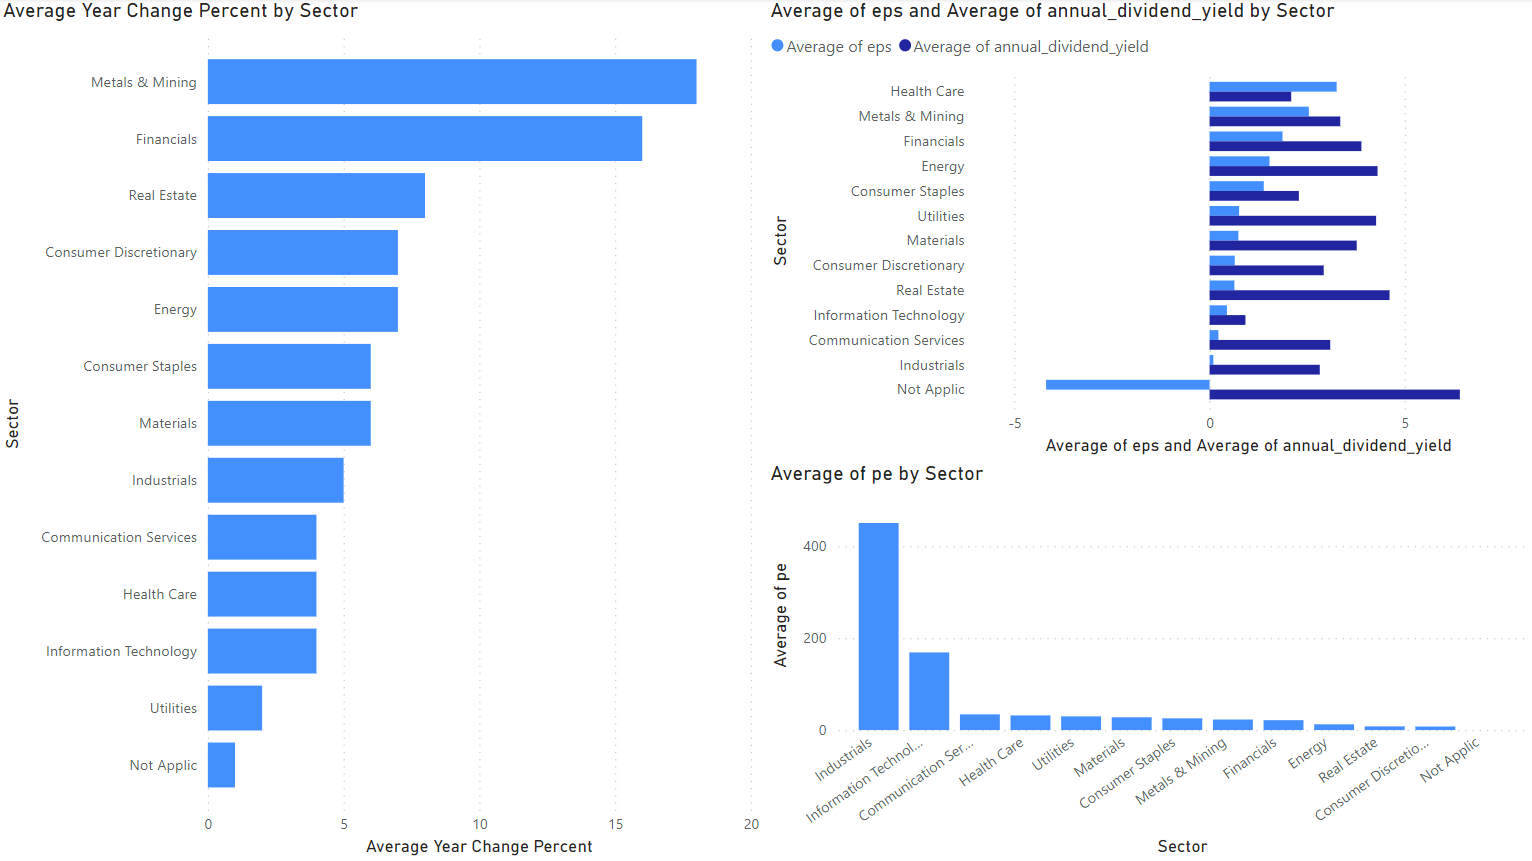 Average Year Change Percent by Sector
Sector
Metals & Mining
Financials
Real Estate
Consumer Discretionary
Energy
Consumer Staples
Materials
Industrials
Communication Services
Health Care
Information Technology
Utilities
Not Applic
0 5 10 15 20
Average Year Change Percent
Average of eps and Average of annual_dividend_yield by Sector
Average of eps Average of annual_dividend_yield
Sector
Health Care
Metals & Mining
Financials
Energy
Consumer Staples
Utilities
Materials
Consumer Discretionary
Real Estate
Information Technology
Communication Services
Industrials
Not Applic
-5 0 5
Average of eps and Average of annual_dividend_yield
Average of pe by Sector
Average of pe
400
200
0
Industrials
Information Technol...
Communication Ser...
Health Care
Utilities
Materials
Consumer Staples
Metals & Mining
Financials
Energy
Real Estate
Consumer Discretio...
Not Applic
Sector